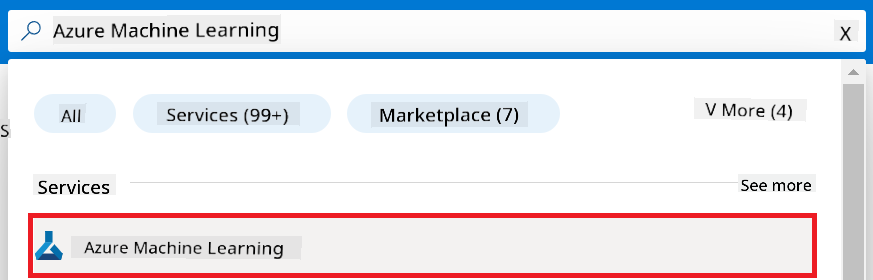 Azure Machine Learning X
All Services (99+) Marketplace (7) V More (4)
S
Services See more
Azure Machine Learning